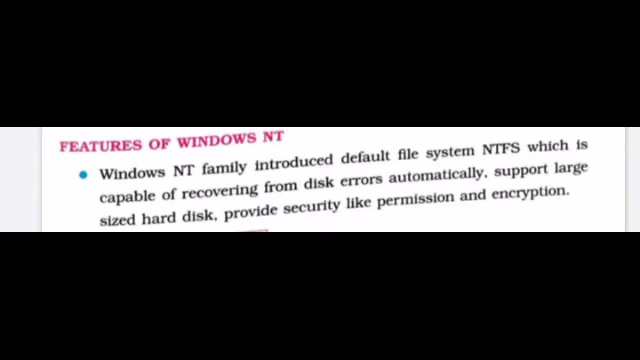 FEATURES OF WINDOWS NT
• Windows NT family introduced default file system NTFS which is
capable of recovering from disk errors automatically, support large
sized hard disk, provide security like permission and encryption.